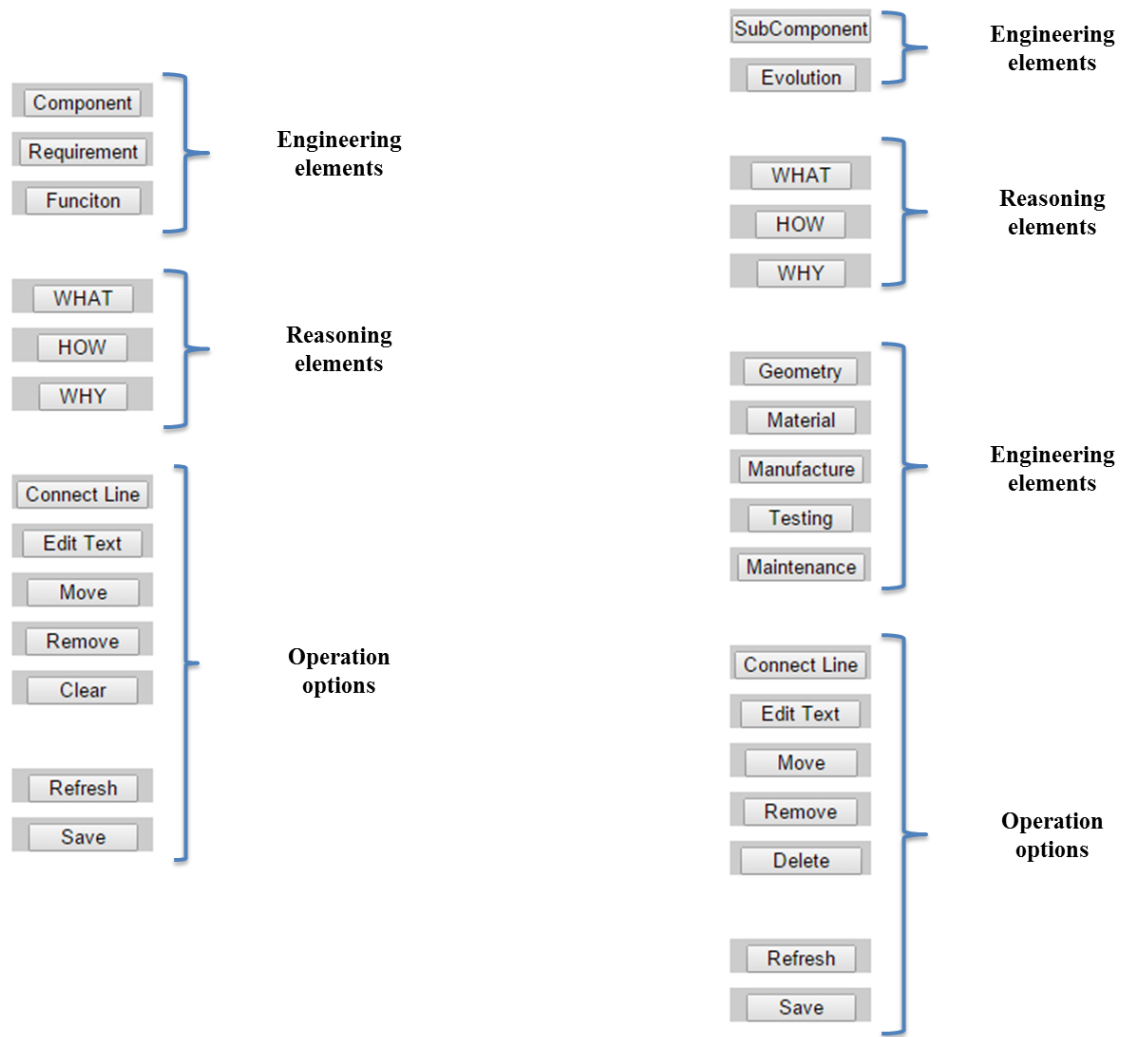 Component
Requirement
Funciton
Engineering
elements
WHAT
HOW
WHY
Reasoning
elements
Connect Line
Edit Text
Move
Remove
Clear
Refresh
Save
Operation
options
SubComponent
Evolution
Engineering
elements
WHAT
HOW
WHY
Reasoning
elements
Geometry
Material
Manufacture
Testing
Maintenance
Engineering
elements
Connect Line
Edit Text
Move
Remove
Delete
Refresh
Save
Operation
options